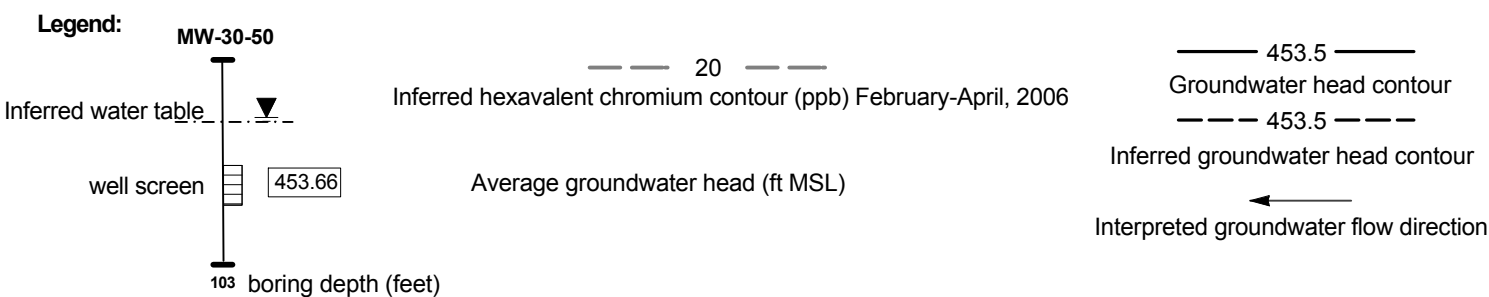 Legend:
MW-30-50
Inferred water table
well screen
453.66
103 boring depth (feet)
20
Inferred hexavalent chromium contour (ppb) February-April, 2006
Average groundwater head (ft MSL)
453.5
Groundwater head contour
453.5
Inferred groundwater head contour
Interpreted groundwater flow direction